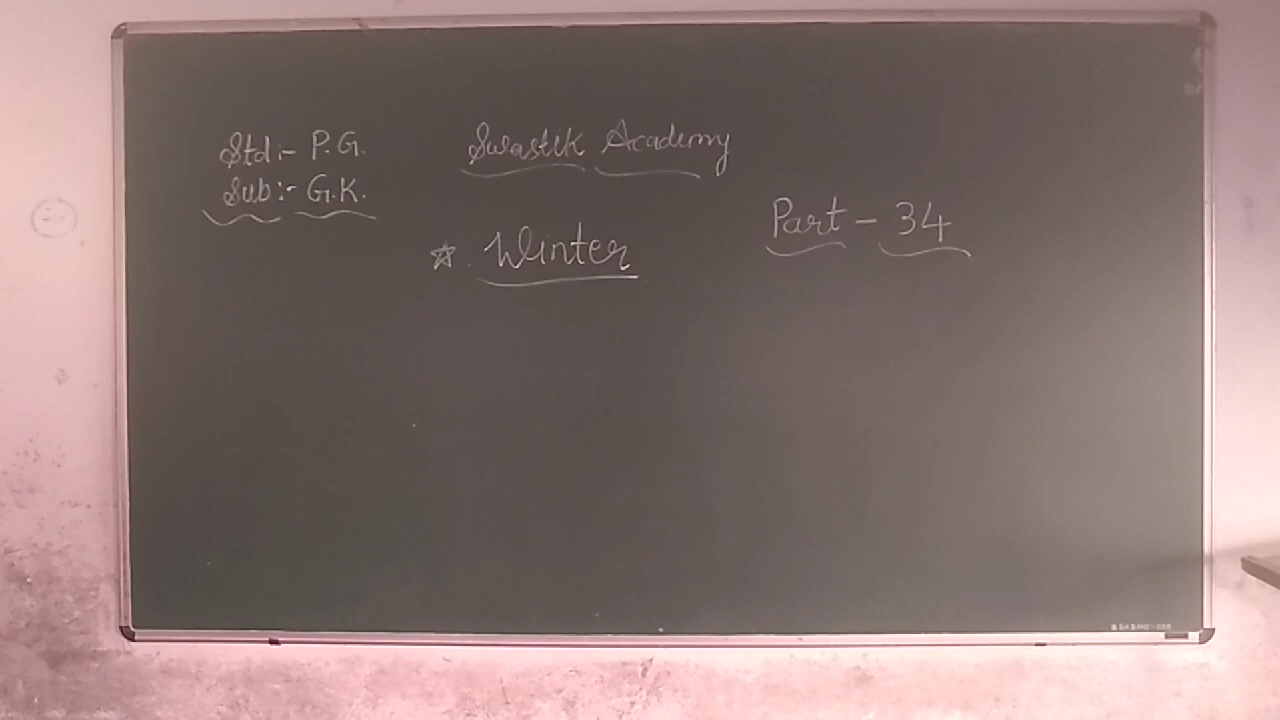 Std:- P.G.
Swastik Academy
Sub:- G.K.
Part - 34
☆ Winter